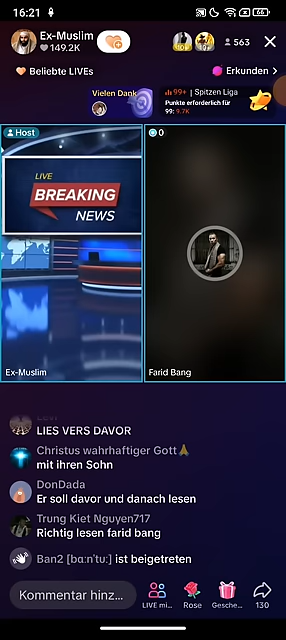 16:21
66
Ex-Muslim
149.2K
563
Beliebte LIVEs
Erkunden
Vielen Dank
99+ | Spitzen Liga
Punkte erforderlich für
99: 9.7K
Host
0
LIVE
BREAKING
NEWS
Ex-Muslim
Farid Bang
LIES VERS DAVOR
Christus wahrhaftiger Gott🙏
mit ihren Sohn
DonDada
Er soll davor und danach lesen
Trung Kiet Nguyen717
Richtig lesen farid bang
Ban2 [bɑːnˈtuː] ist beigetreten
Kommentar hinz...
LIVE mi...
Rose
Gesche...
130